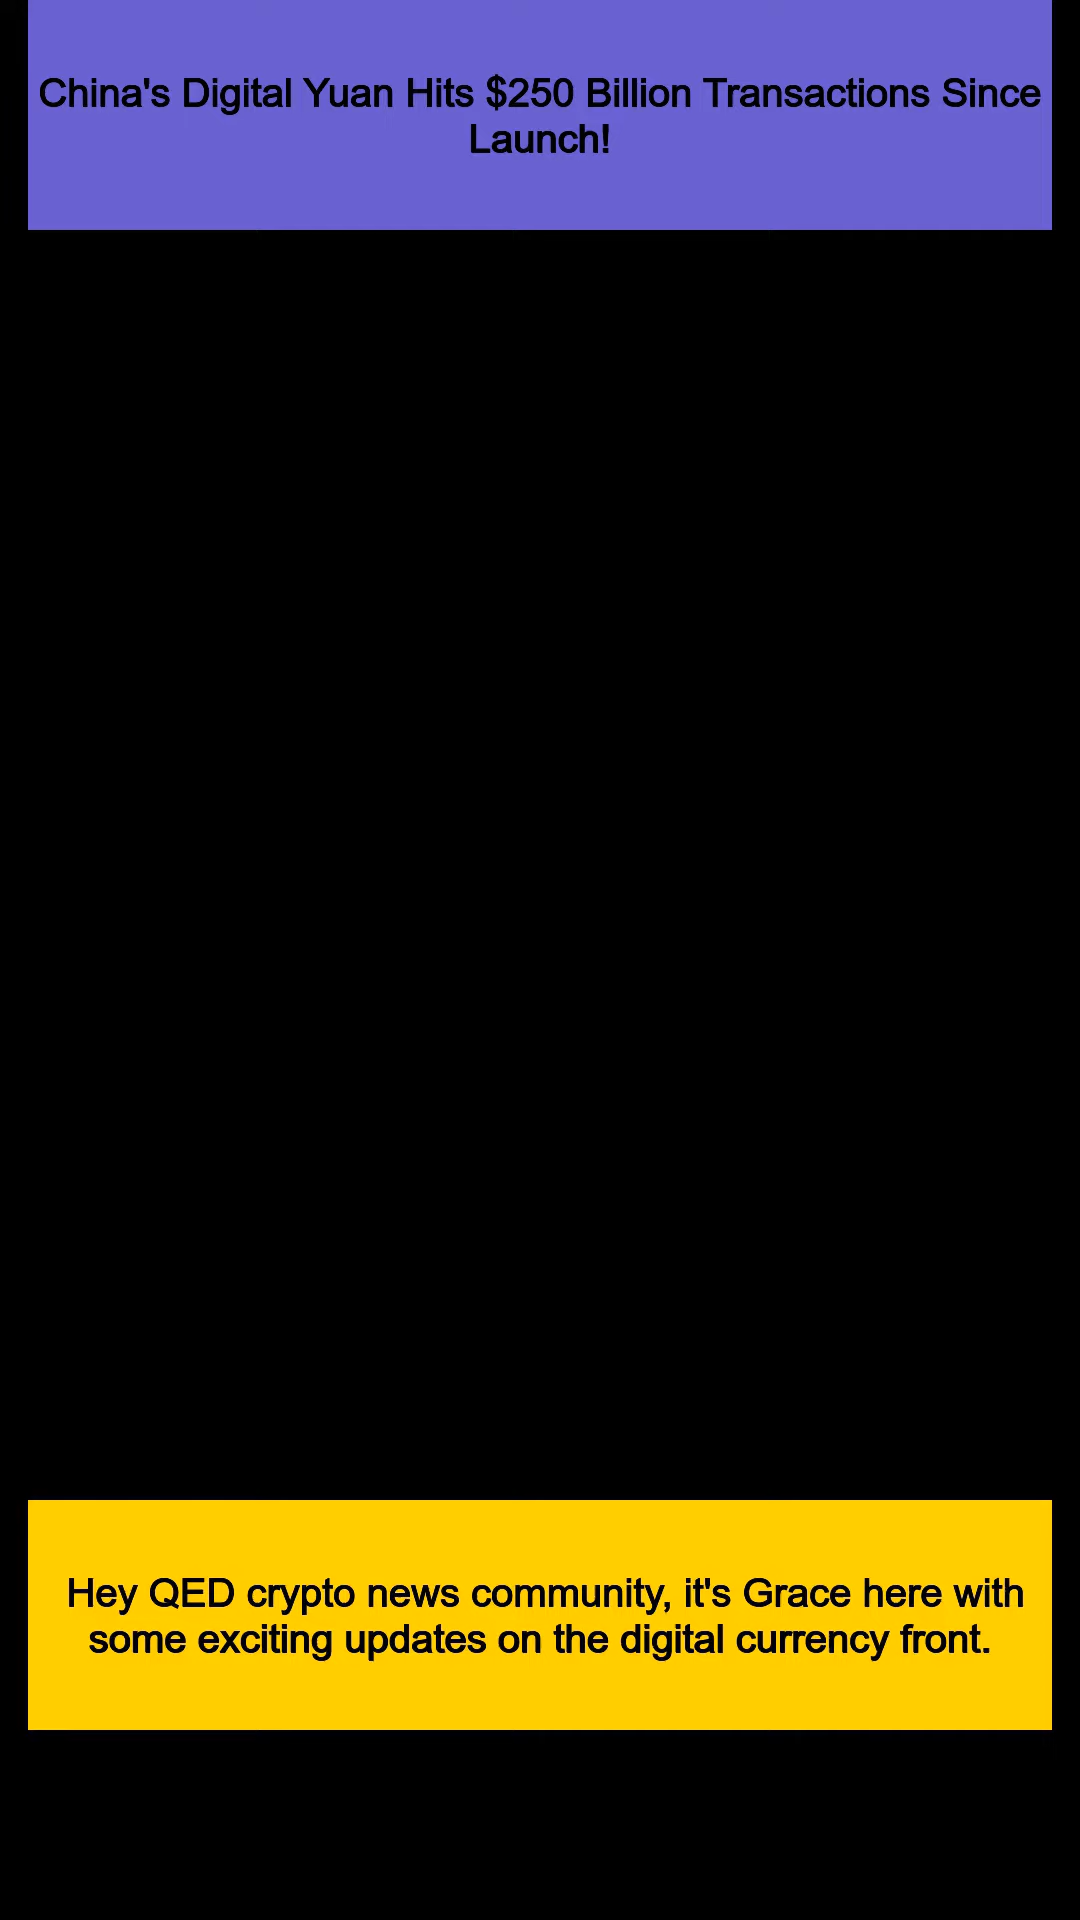 China's Digital Yuan Hits $250 Billion Transactions Since
Launch!
Hey QED crypto news community, it's Grace here with
some exciting updates on the digital currency front.